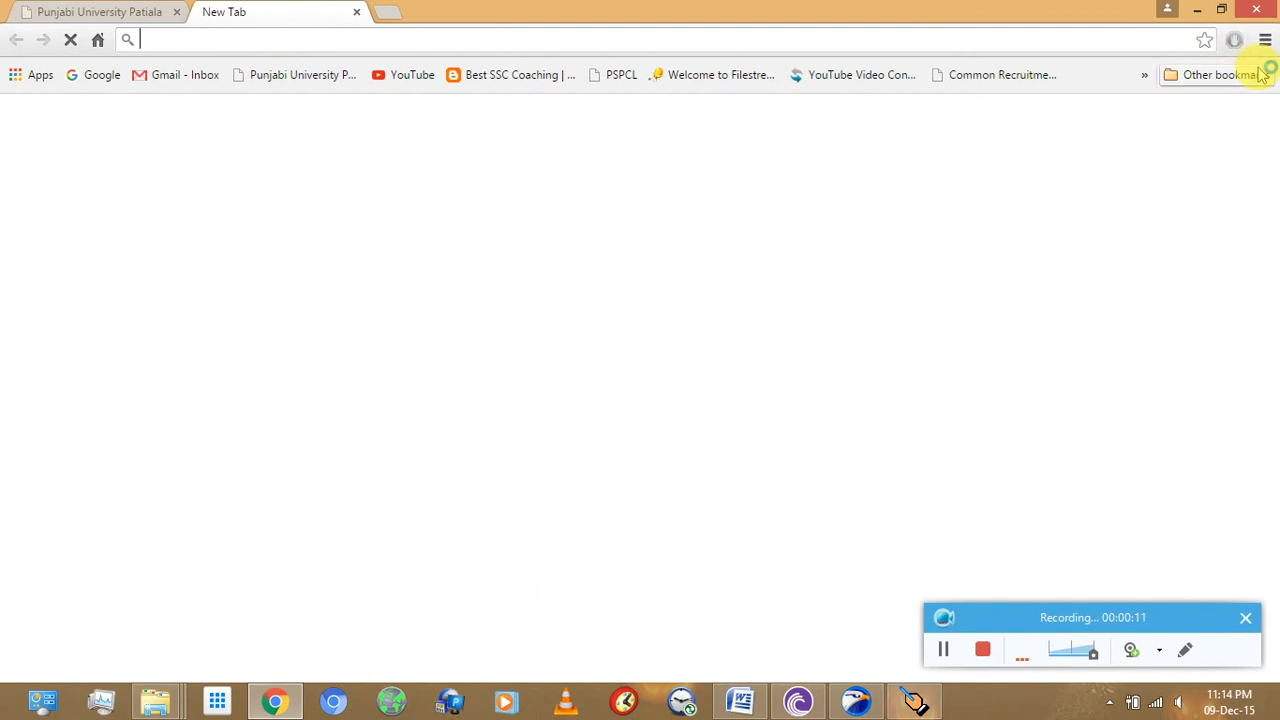 Punjabi University Patiala
New Tab
Apps
Google
Gmail - Inbox
Punjabi University P...
YouTube
Best SSC Coaching | ...
PSPCL
Welcome to Filestre...
YouTube Video Con...
Common Recruitme...
»
Other bookma
Recording... 00:00:11
11:14 PM
09-Dec-15